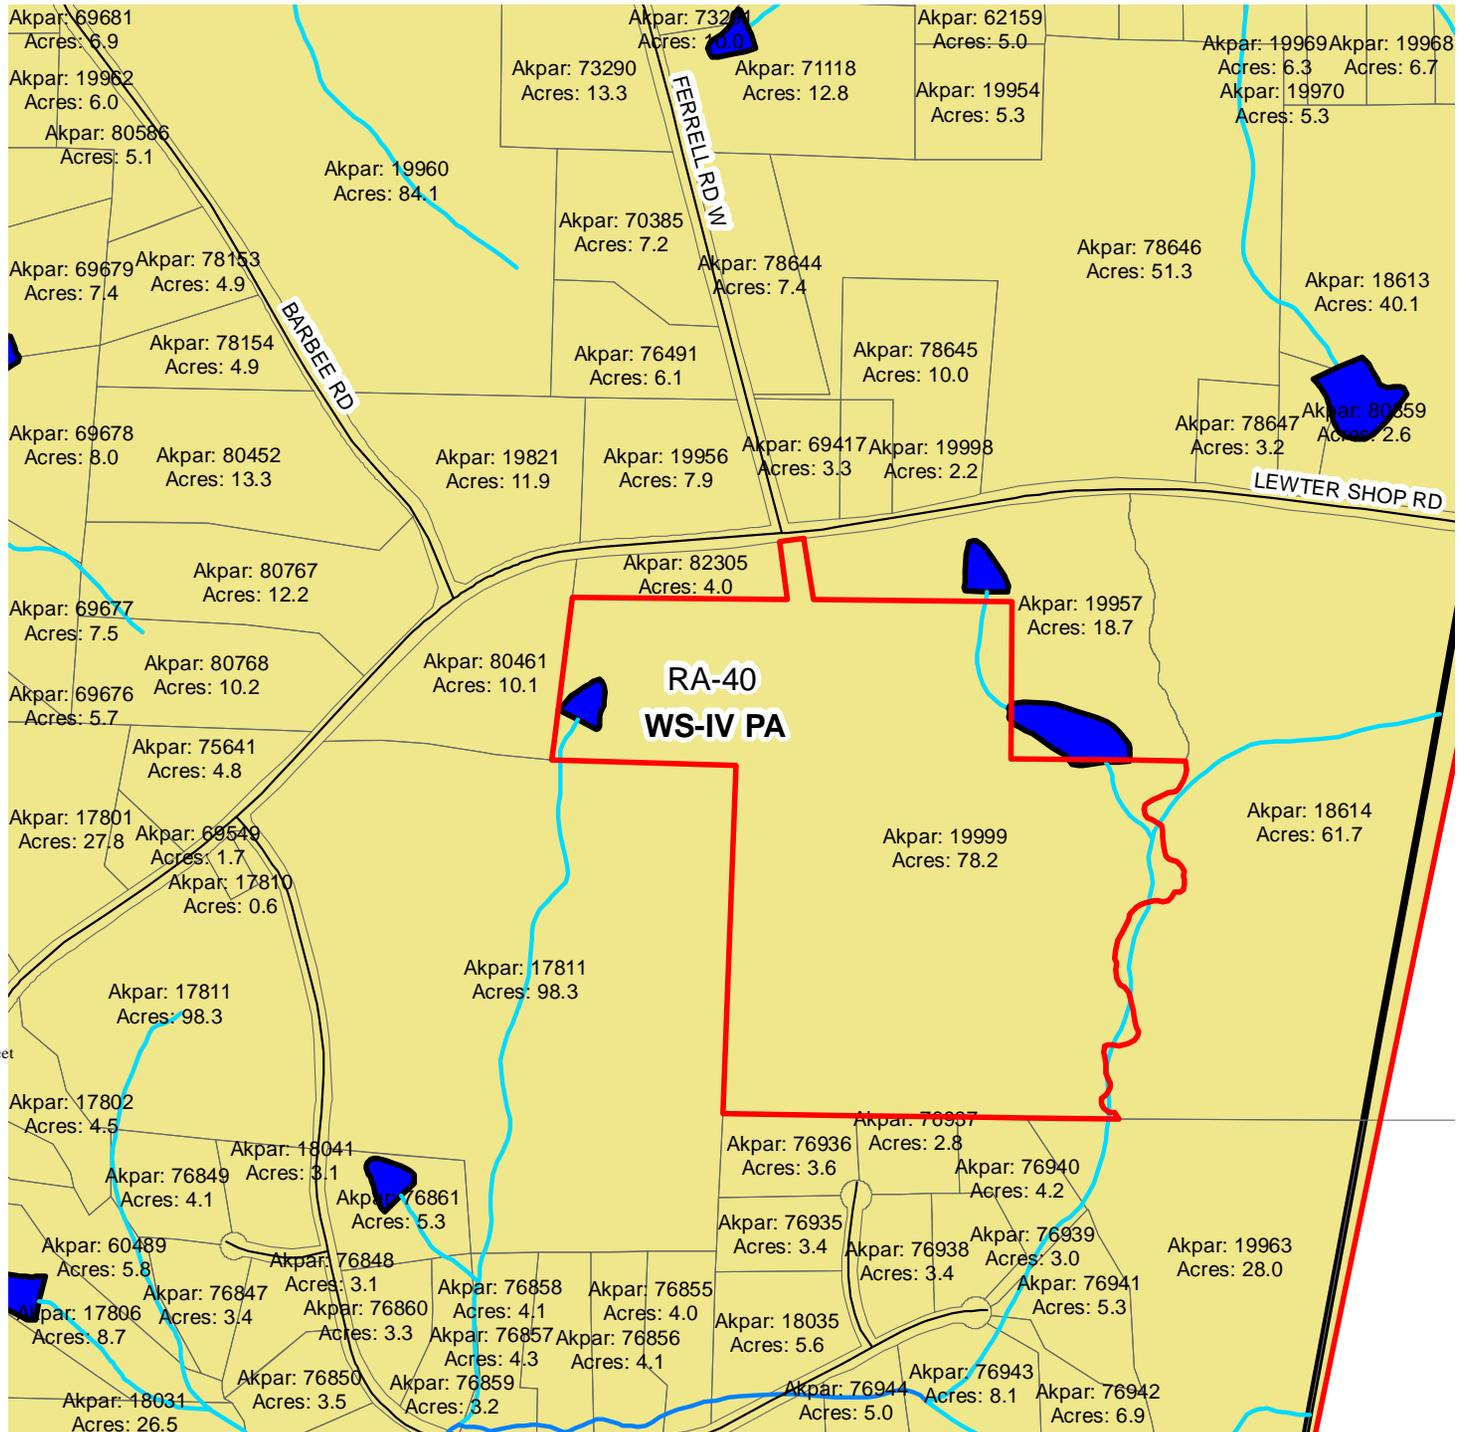 Akpar: 69681
Acres: 6.9
Akpar: 19962
Acres: 6.0
Akpar: 80586
Acres: 5.1
Akpar: 19960
Acres: 84.1
Akpar: 73290
Acres: 13.3
Akpar: 73291
Acres: 10.0
Akpar: 71118
Acres: 12.8
Akpar: 62159
Acres: 5.0
Akpar: 19954
Acres: 5.3
Akpar: 19969
Acres: 6.3
Akpar: 19968
Acres: 6.7
Akpar: 19970
Acres: 5.3
FERRELL RD W
Akpar: 70385
Acres: 7.2
Akpar: 78644
Acres: 7.4
Akpar: 78646
Acres: 51.3
Akpar: 18613
Acres: 40.1
Akpar: 69679
Acres: 7.4
Akpar: 78153
Acres: 4.9
BARBEE RD
Akpar: 78154
Acres: 4.9
Akpar: 76491
Acres: 6.1
Akpar: 78645
Acres: 10.0
Akpar: 78647
Acres: 3.2
Akpar: 80859
Acres: 2.6
Akpar: 69678
Acres: 8.0
Akpar: 80452
Acres: 13.3
Akpar: 19821
Acres: 11.9
Akpar: 19956
Acres: 7.9
Akpar: 69417
Acres: 3.3
Akpar: 19998
Acres: 2.2
LEWTER SHOP RD
Akpar: 82305
Acres: 4.0
Akpar: 80767
Acres: 12.2
Akpar: 19957
Acres: 18.7
Akpar: 69677
Acres: 7.5
Akpar: 80768
Acres: 10.2
Akpar: 80461
Acres: 10.1
RA-40
WS-IV PA
Akpar: 69676
Acres: 5.7
Akpar: 75641
Acres: 4.8
Akpar: 17801
Acres: 27.8
Akpar: 69549
Acres: 1.7
Akpar: 17810
Acres: 0.6
Akpar: 19999
Acres: 78.2
Akpar: 18614
Acres: 61.7
Akpar: 17811
Acres: 98.3
Akpar: 17811
Acres: 98.3
eet
Akpar: 17802
Acres: 4.5
Akpar: 18041
Acres: 3.1
Akpar: 76849
Acres: 4.1
Akpar: 76861
Acres: 5.3
Akpar: 76937
Acres: 2.8
Akpar: 76936
Acres: 3.6
Akpar: 76940
Acres: 4.2
Akpar: 76935
Acres: 3.4
Akpar: 76938
Acres: 3.4
Akpar: 76939
Acres: 3.0
Akpar: 19963
Acres: 28.0
Akpar: 60489
Acres: 5.8
Akpar: 76848
Acres: 3.1
Akpar: 76847
Acres: 3.4
Akpar: 76858
Acres: 4.1
Akpar: 76855
Acres: 4.0
Akpar: 76941
Acres: 5.3
Akpar: 17806
Acres: 8.7
Akpar: 76860
Acres: 3.3
Akpar: 76857
Acres: 4.3
Akpar: 76856
Acres: 4.1
Akpar: 18035
Acres: 5.6
Akpar: 76850
Acres: 3.5
Akpar: 76859
Acres: 3.2
Akpar: 76944
Acres: 5.0
Akpar: 76943
Acres: 8.1
Akpar: 76942
Acres: 6.9
Akpar: 18031
Acres: 26.5